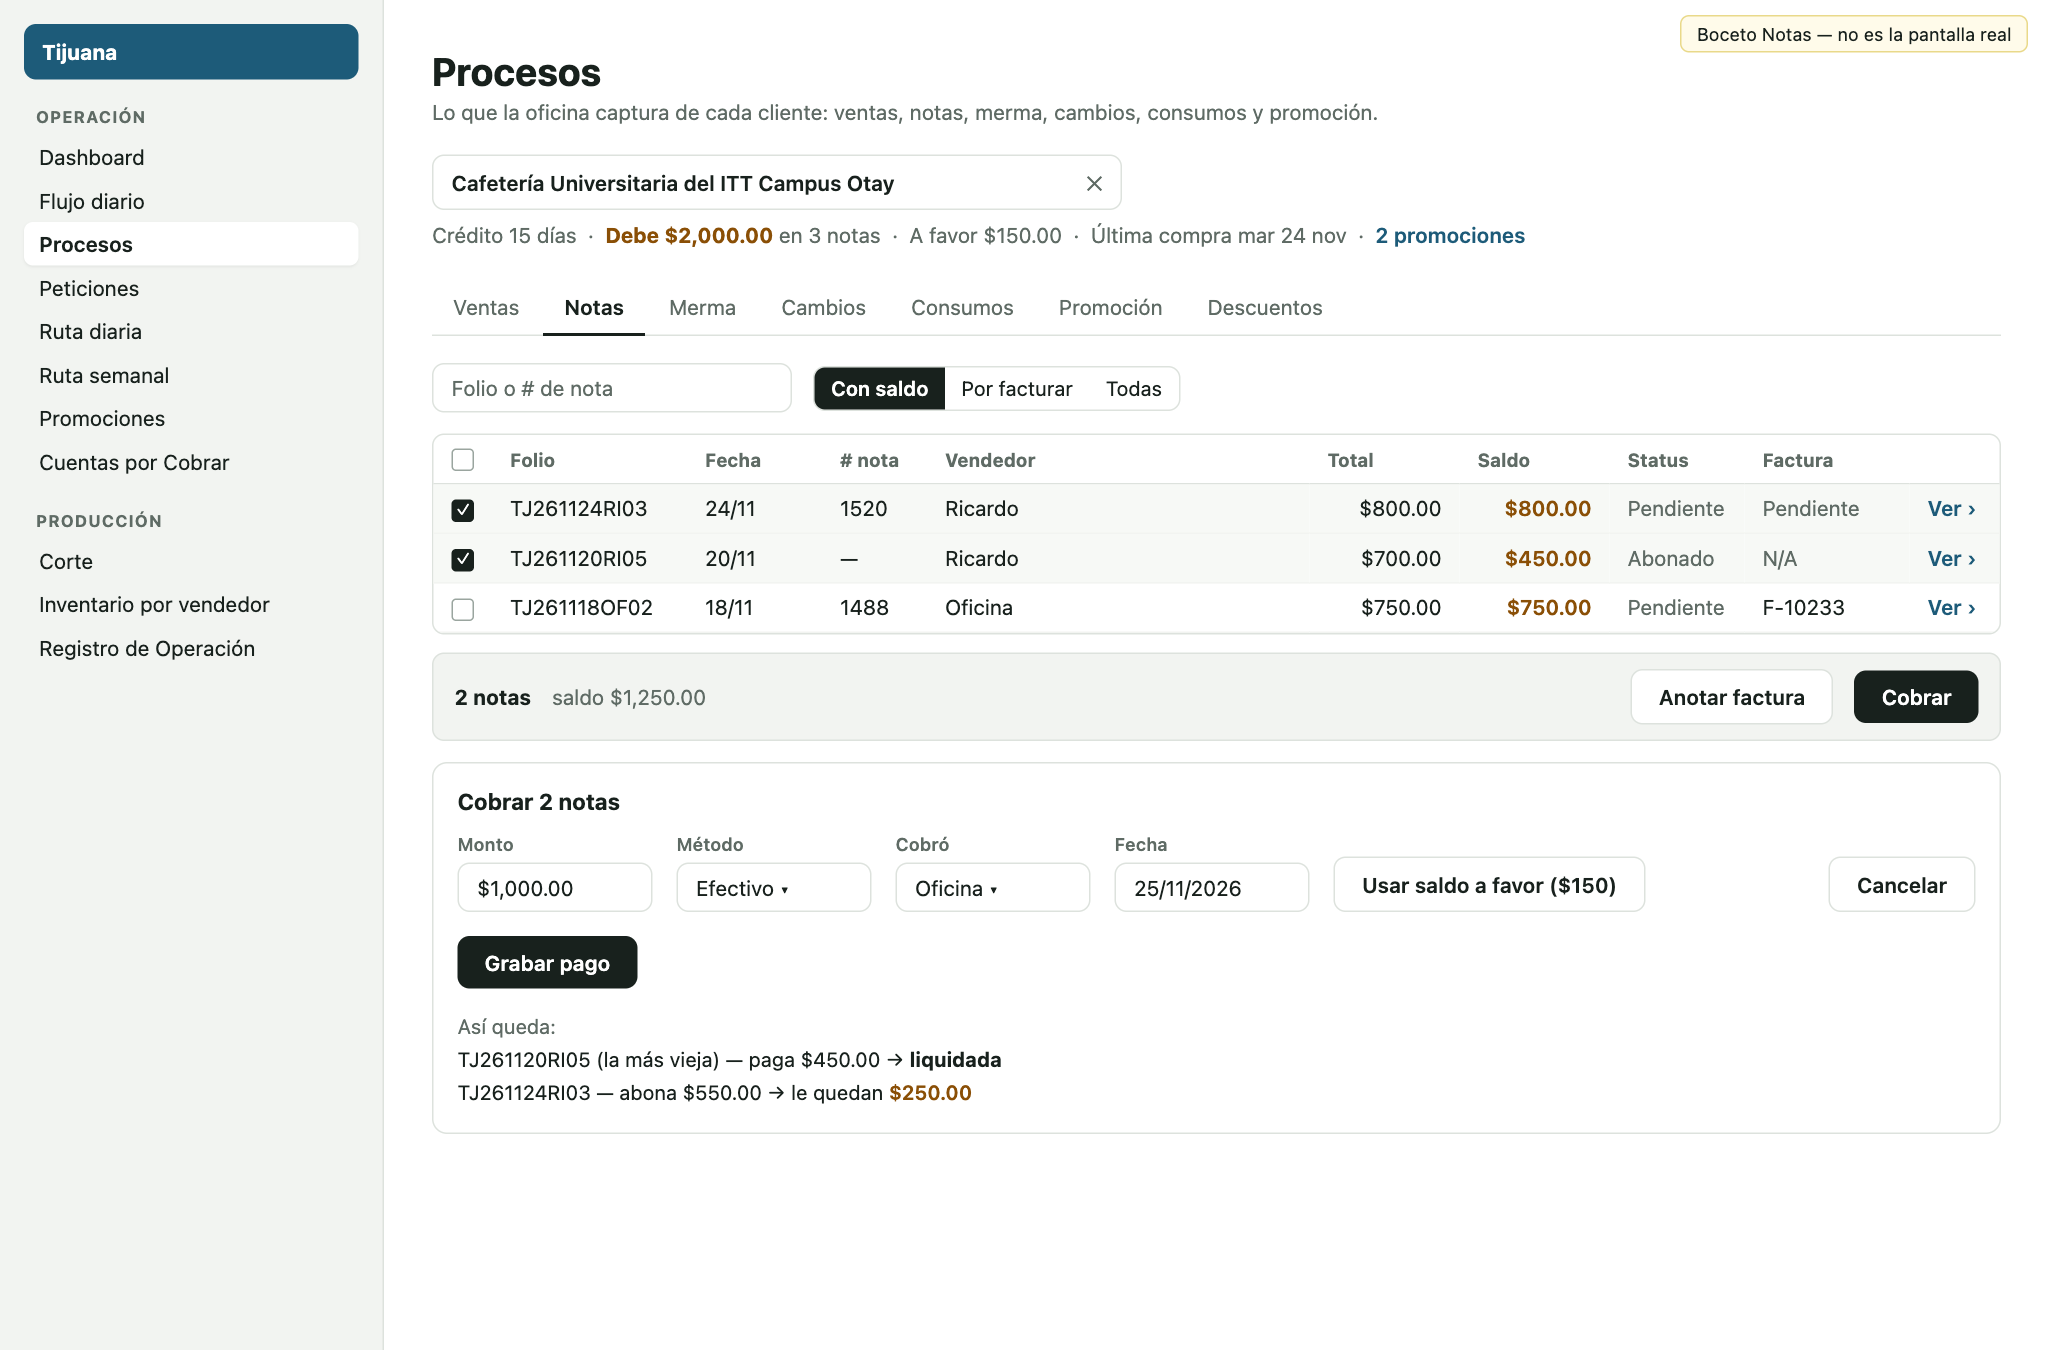 Tijuana
OPERACIÓN
Dashboard
Flujo diario
Procesos
Peticiones
Ruta diaria
Ruta semanal
Promociones
Cuentas por Cobrar
PRODUCCIÓN
Corte
Inventario por vendedor
Registro de Operación
Boceto Notas — no es la pantalla real
Procesos
Lo que la oficina captura de cada cliente: ventas, notas, merma, cambios, consumos y promoción.
Cafetería Universitaria del ITT Campus Otay
Crédito 15 días · Debe $2,000.00 en 3 notas · A favor $150.00 · Última compra mar 24 nov · 2 promociones
Ventas Notas Merma Cambios Consumos Promoción Descuentos
Folio o # de nota Con saldo Por facturar Todas
Folio Fecha # nota Vendedor Total Saldo Status Factura
TJ261124RI03 24/11 1520 Ricardo $800.00 $800.00 Pendiente Pendiente Ver ›
TJ261120RI05 20/11 — Ricardo $700.00 $450.00 Abonado N/A Ver ›
TJ261118OF02 18/11 1488 Oficina $750.00 $750.00 Pendiente F-10233 Ver ›
2 notas saldo $1,250.00 Anotar factura Cobrar
Cobrar 2 notas
Monto Método Cobró Fecha
$1,000.00 Efectivo ▾ Oficina ▾ 25/11/2026 Usar saldo a favor ($150) Cancelar
Grabar pago
Así queda:
TJ261120RI05 (la más vieja) — paga $450.00 → liquidada
TJ261124RI03 — abona $550.00 → le quedan $250.00